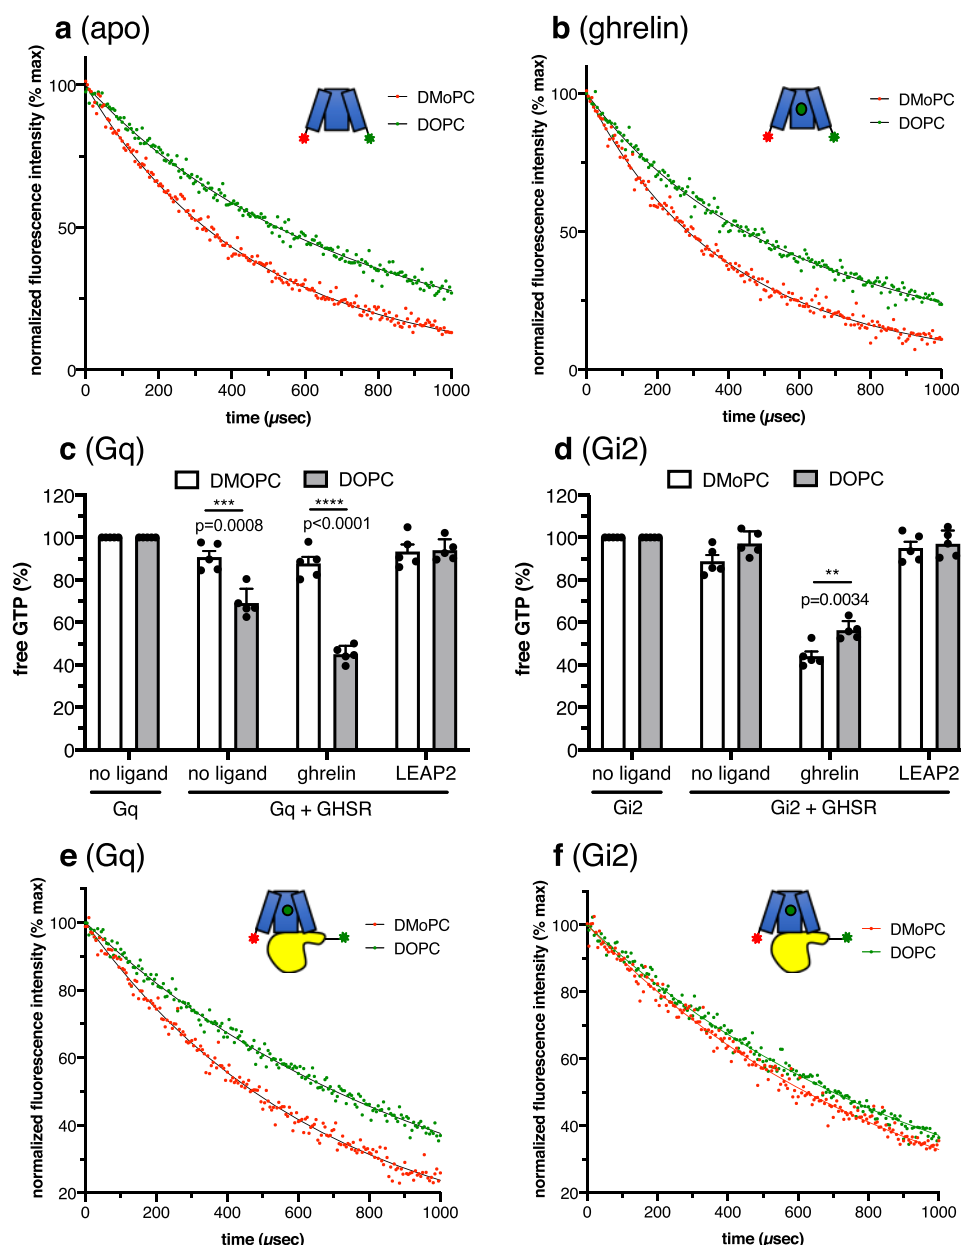 a (apo)
normalized fluorescence intensity (% max)
100
50
0
DMoPC
DOPC
0 200 400 600 800 1000
time (µsec)
b (ghrelin)
normalized fluorescence intensity (% max)
100
50
0
DMoPC
DOPC
0 200 400 600 800 1000
time (µsec)
c (Gq)
DMOPC DOPC
free GTP (%)
120
100
80
60
40
20
0
***
p=0.0008
****
p<0.0001
no ligand no ligand ghrelin LEAP2
Gq Gq + GHSR
d (Gi2)
DMoPC DOPC
free GTP (%)
120
100
80
60
40
20
0
**
p=0.0034
no ligand no ligand ghrelin LEAP2
Gi2 Gi2 + GHSR
e (Gq)
normalized fluorescence intensity (% max)
100
80
60
40
20
DMoPC
DOPC
0 200 400 600 800 1000
time (µsec)
f (Gi2)
normalized fluorescence intensity (% max)
100
80
60
40
20
DMoPC
DOPC
0 200 400 600 800 1000
time (µsec)